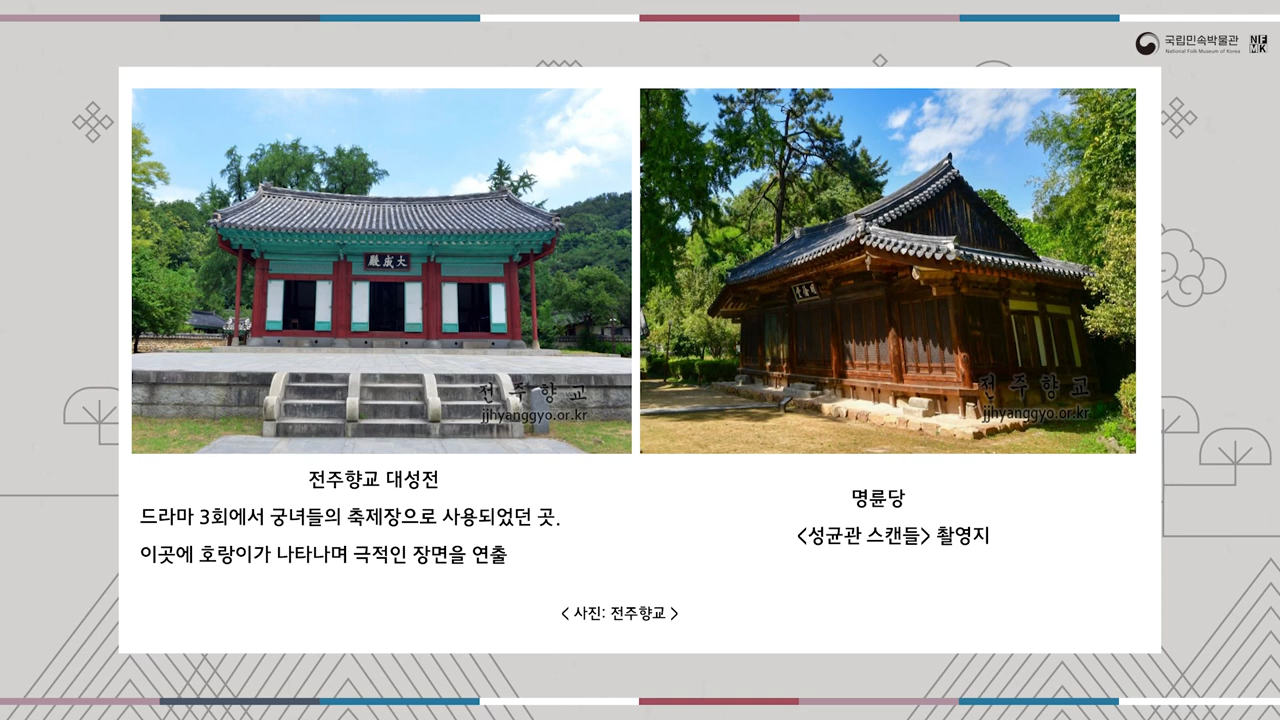 국립민속박물관
National Folk Museum of Korea
NF
MK
大成殿
明倫堂
전주향교
jjhyanggyo.or.kr
전주향교
jjhyanggyo.or.kr
전주향교 대성전
드라마 3회에서 궁녀들의 축제장으로 사용되었던 곳.
이곳에 호랑이가 나타나며 극적인 장면을 연출
명륜당
<성균관 스캔들> 촬영지
< 사진: 전주향교 >